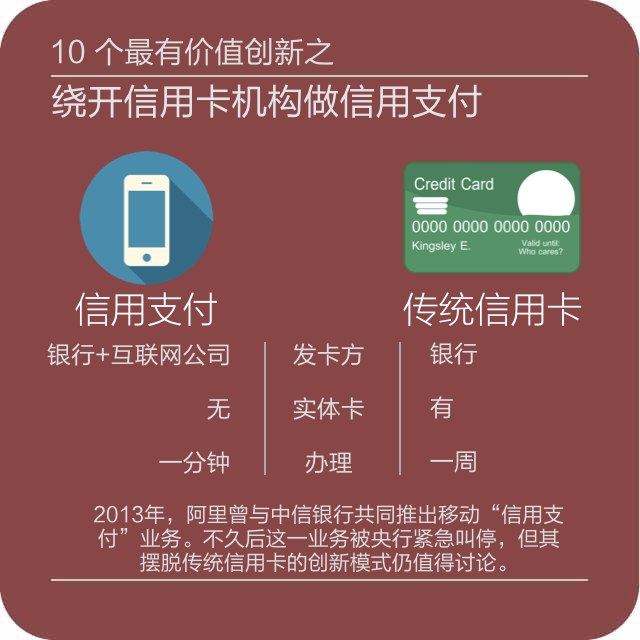 10 个最有价值创新之
绕开信用卡机构做信用支付
Credit Card
0000 0000 0000 0000
Kingsley E.
Valid until:
Who cares?
信用支付
传统信用卡
银行+互联网公司 发卡方 银行
无 实体卡 有
一分钟 办理 一周
2013年，阿里曾与中信银行共同推出移动“信用支
付”业务。不久后这一业务被央行紧急叫停，但其
摆脱传统信用卡的创新模式仍值得讨论。